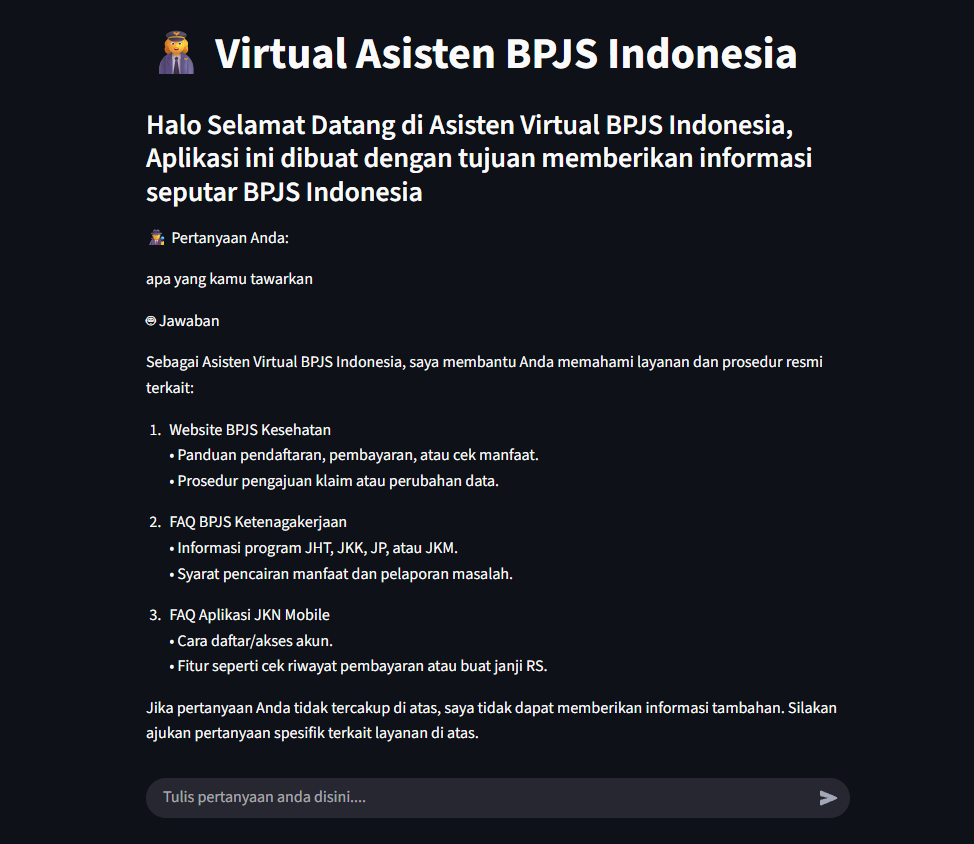 Virtual Asisten BPJS Indonesia
Halo Selamat Datang di Asisten Virtual BPJS Indonesia,
Aplikasi ini dibuat dengan tujuan memberikan informasi
seputar BPJS Indonesia
Pertanyaan Anda:
apa yang kamu tawarkan
Jawaban
Sebagai Asisten Virtual BPJS Indonesia, saya membantu Anda memahami layanan dan prosedur resmi
terkait:
1. Website BPJS Kesehatan
• Panduan pendaftaran, pembayaran, atau cek manfaat.
• Prosedur pengajuan klaim atau perubahan data.
2. FAQ BPJS Ketenagakerjaan
• Informasi program JHT, JKK, JP, atau JKM.
• Syarat pencairan manfaat dan pelaporan masalah.
3. FAQ Aplikasi JKN Mobile
• Cara daftar/akses akun.
• Fitur seperti cek riwayat pembayaran atau buat janji RS.
Jika pertanyaan Anda tidak tercakup di atas, saya tidak dapat memberikan informasi tambahan. Silakan
ajukan pertanyaan spesifik terkait layanan di atas.
Tulis pertanyaan anda disini....